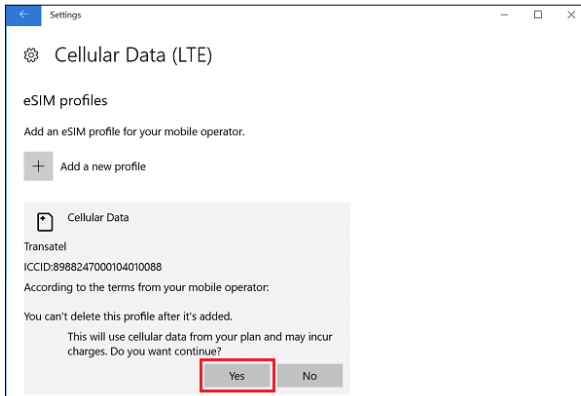 Settings
Cellular Data (LTE)
eSIM profiles
Add an eSIM profile for your mobile operator.
Add a new profile
Cellular Data
Transatel
ICCID:8988247000104010088
According to the terms from your mobile operator:
You can't delete this profile after it's added.
This will use cellular data from your plan and may incur
charges. Do you want continue?
Yes No